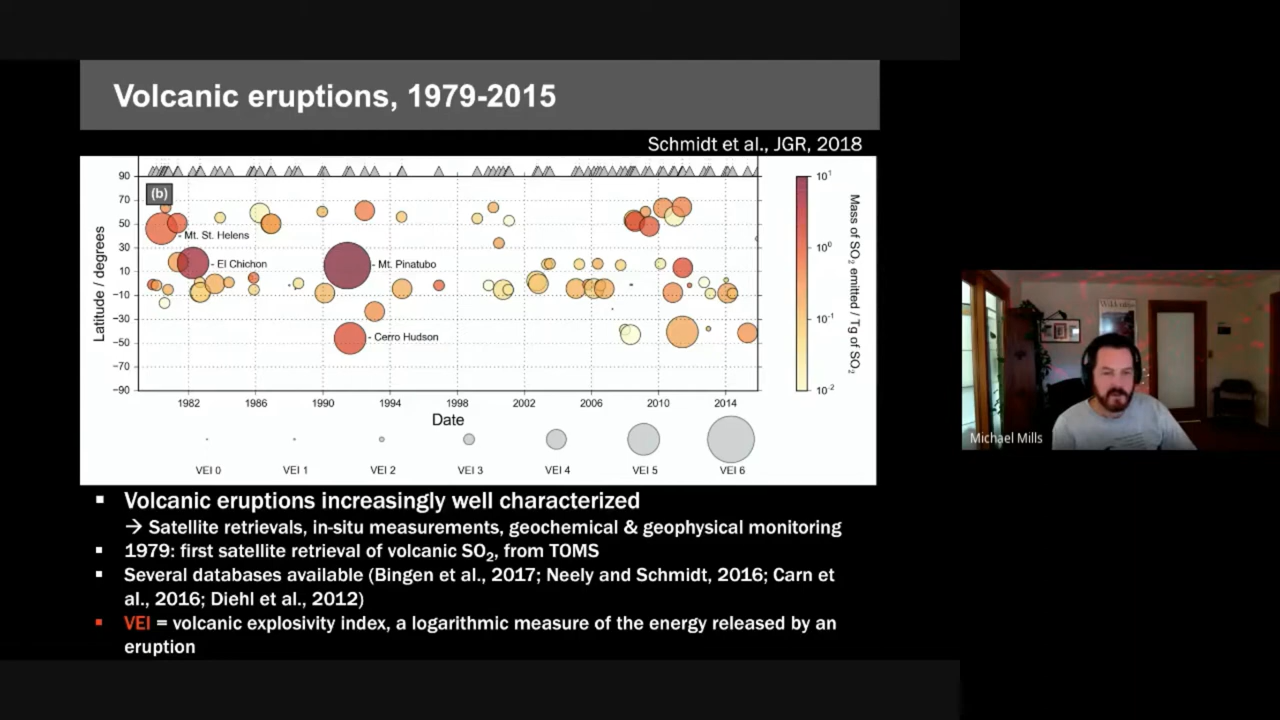 Volcanic eruptions, 1979-2015
Schmidt et al., JGR, 2018
(b)
90
70
50
30
10
−10
−30
−50
−70
−90
Latitude / degrees
- Mt. St. Helens
- El Chichon
- Mt. Pinatubo
- Cerro Hudson
1982 1986 1990 1994 1998 2002 2006 2010 2014
Date
VEI 0 VEI 1 VEI 2 VEI 3 VEI 4 VEI 5 VEI 6
10¹
10⁰
10⁻¹
10⁻²
Mass of SO₂ emitted / Tg of SO₂
▪ Volcanic eruptions increasingly well characterized
→ Satellite retrievals, in-situ measurements, geochemical & geophysical monitoring
▪ 1979: first satellite retrieval of volcanic SO₂, from TOMS
▪ Several databases available (Bingen et al., 2017; Neely and Schmidt, 2016; Carn et
al., 2016; Diehl et al., 2012)
▪ VEI = volcanic explosivity index, a logarithmic measure of the energy released by an
eruption
Michael Mills